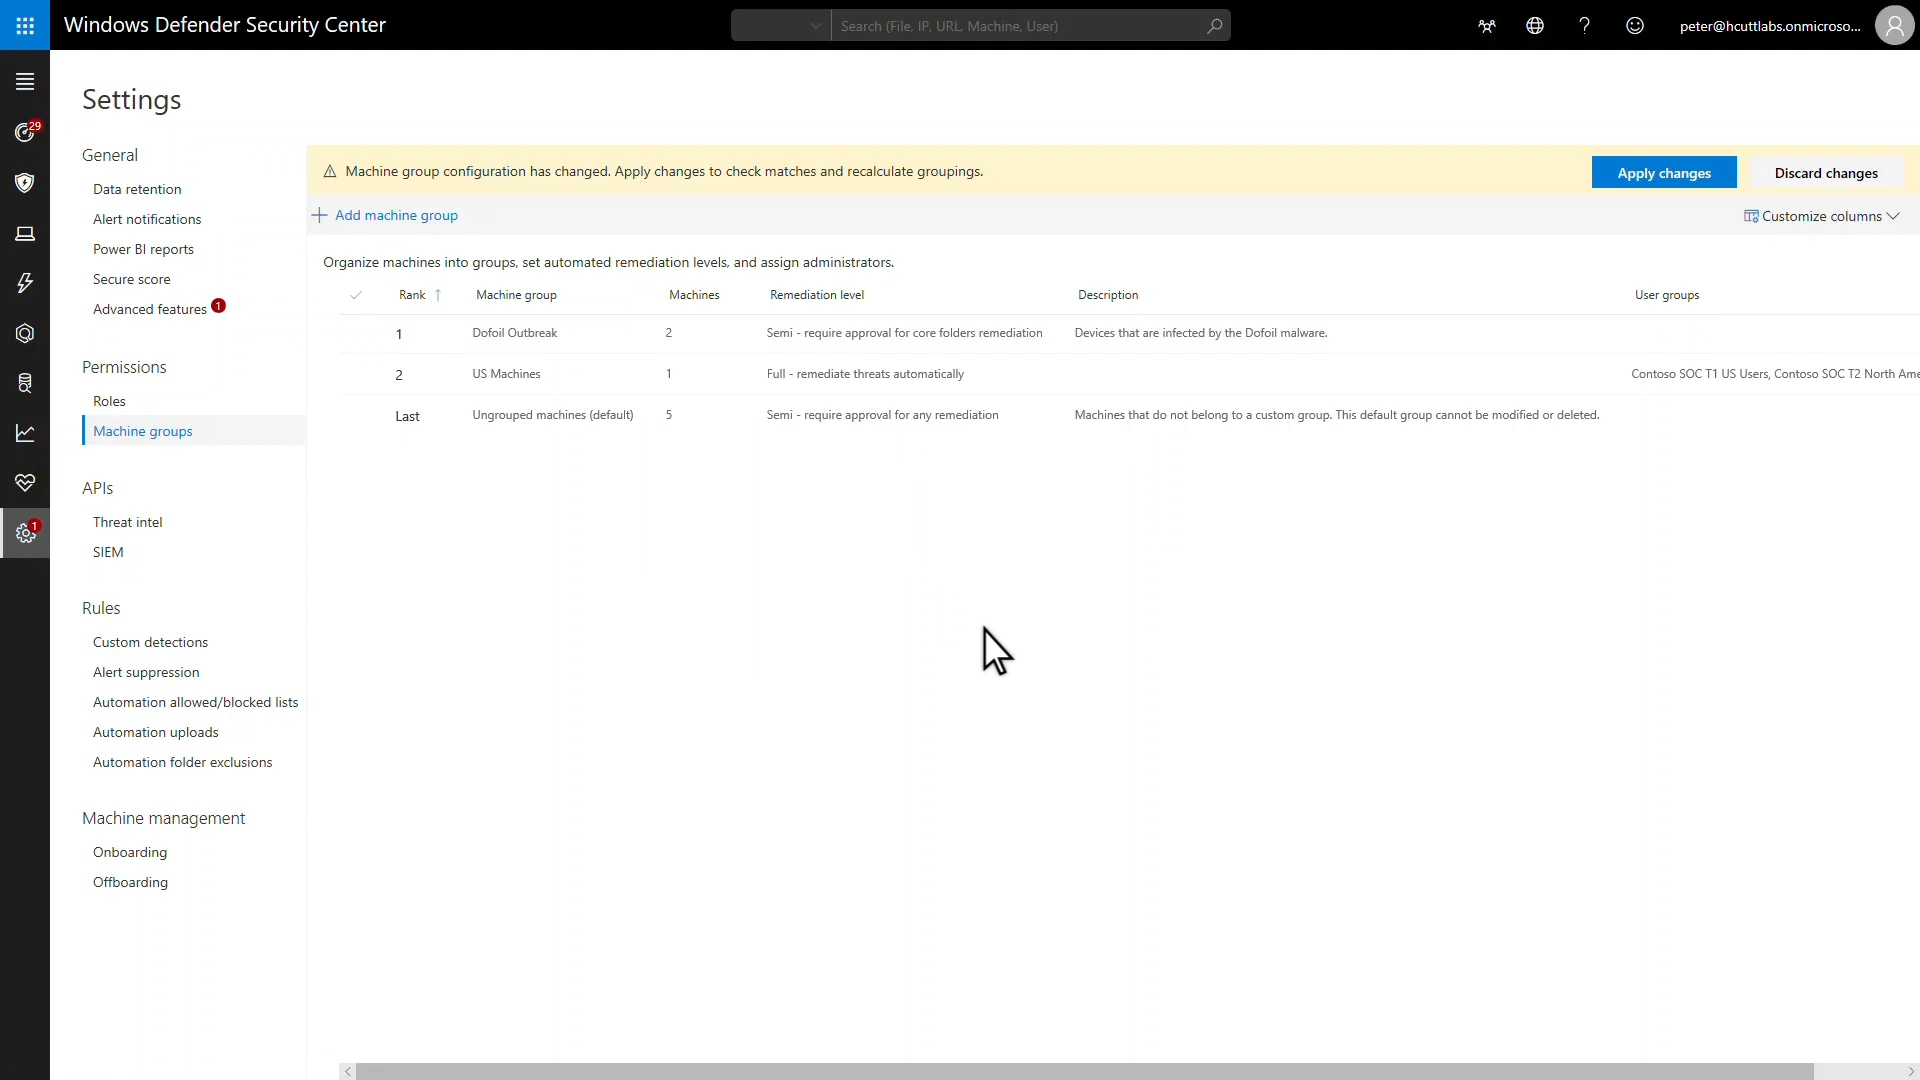 Windows Defender Security Center
Search (File, IP, URL, Machine, User)
?
peter@hcuttlabs.onmicroso...
29
1
Settings
General
Data retention
Alert notifications
Power BI reports
Secure score
Advanced features 1
Permissions
Roles
Machine groups
APIs
Threat intel
SIEM
Rules
Custom detections
Alert suppression
Automation allowed/blocked lists
Automation uploads
Automation folder exclusions
Machine management
Onboarding
Offboarding
Machine group configuration has changed. Apply changes to check matches and recalculate groupings.
Apply changes
Discard changes
Add machine group
Customize columns
Organize machines into groups, set automated remediation levels, and assign administrators.
Rank Machine group Machines Remediation level Description User groups
1 Dofoil Outbreak 2 Semi - require approval for core folders remediation Devices that are infected by the Dofoil malware.
2 US Machines 1 Full - remediate threats automatically Contoso SOC T1 US Users, Contoso SOC T2 North Ame
Last Ungrouped machines (default) 5 Semi - require approval for any remediation Machines that do not belong to a custom group. This default group cannot be modified or deleted.